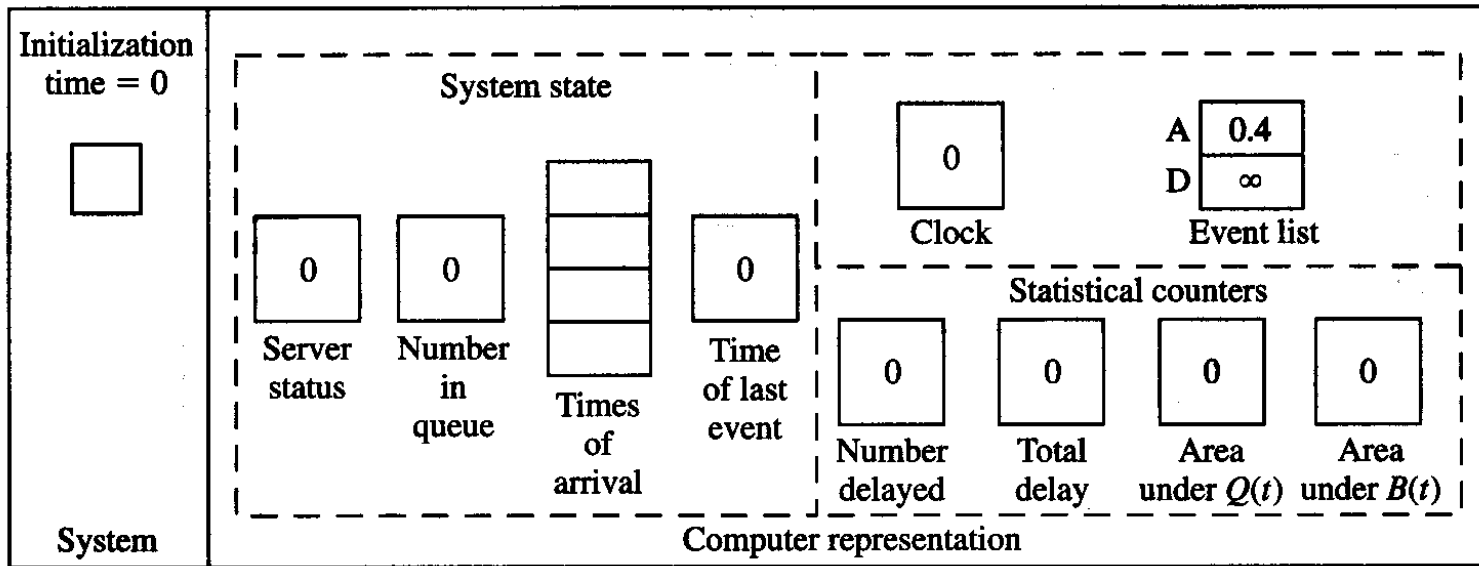 Initialization
time = 0
System
System state
0
Server
status
0
Number
in
queue
Times
of
arrival
0
Time
of last
event
0
Clock
A 0.4
D ∞
Event list
Statistical counters
0
Number
delayed
0
Total
delay
0
Area
under Q(t)
0
Area
under B(t)
Computer representation